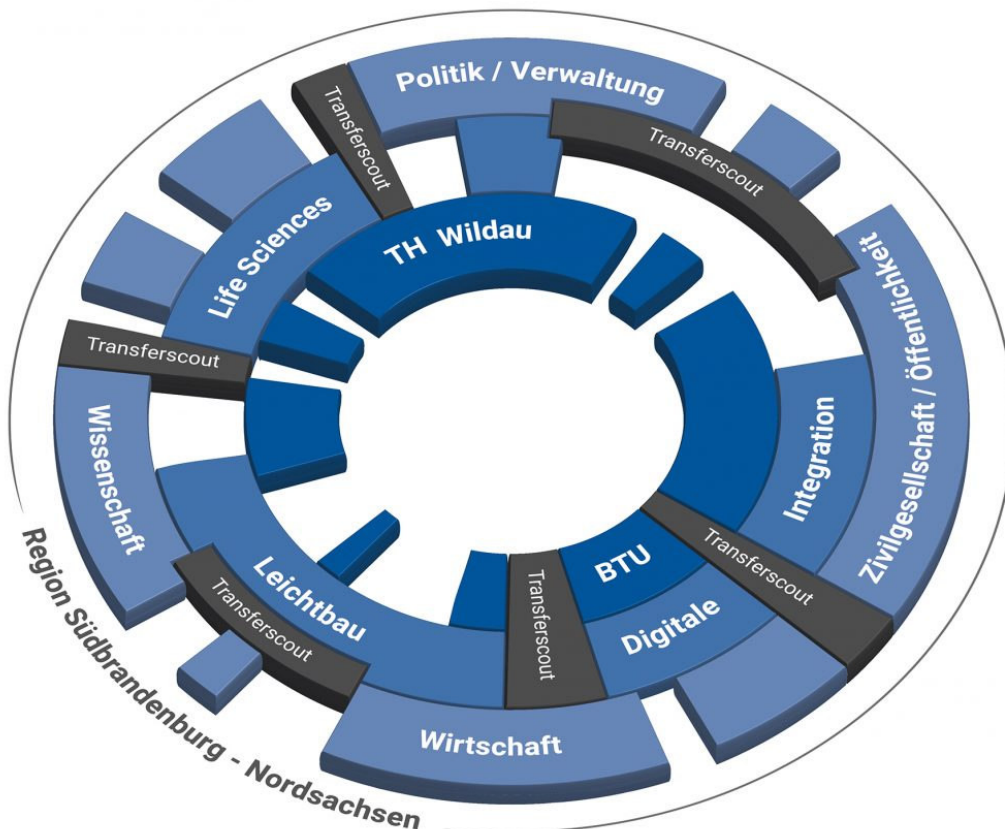 Politik / Verwaltung
Transferscout
Transferscout
Life Sciences
TH Wildau
Transferscout
Wissenschaft
Zivilgesellschaft / Öffentlichkeit
Integration
Leichtbau
BTU
Transferscout
Transferscout
Transferscout
Digitale
Wirtschaft
Region Südbrandenburg - Nordsachsen